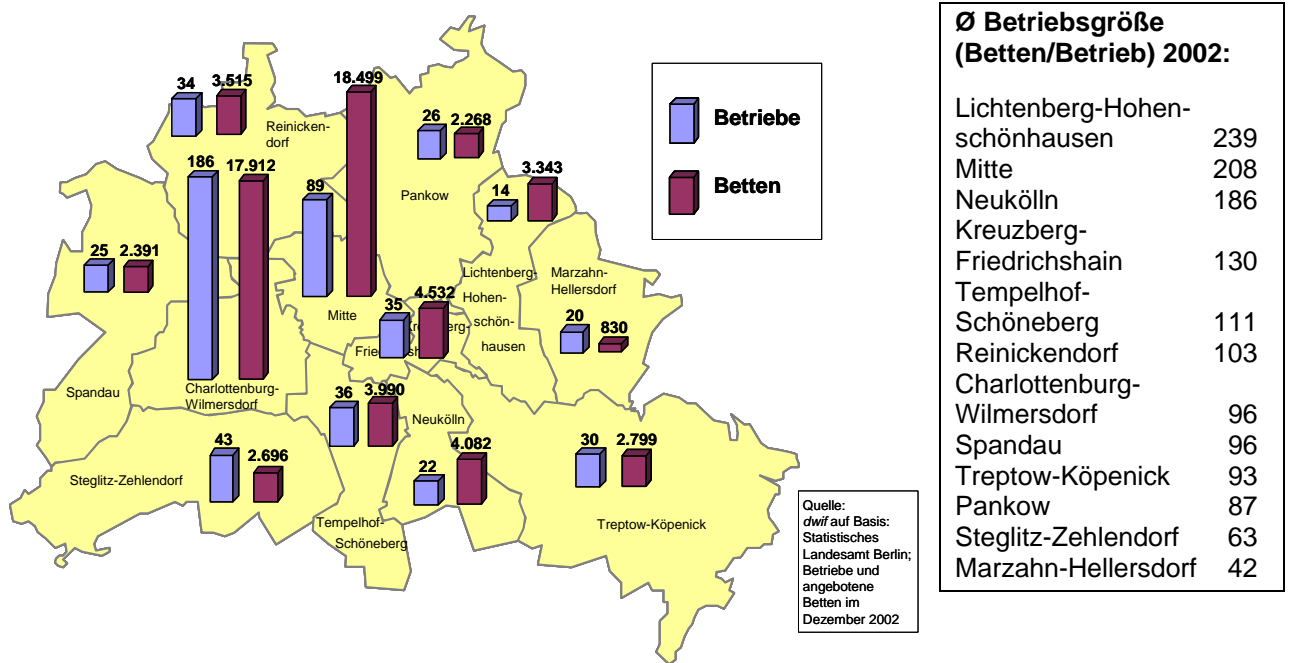 34 3.515
Reinicken-
dorf
18.499
89
Mitte
26 2.268
Pankow
Betriebe
Betten
186 17.912
Charlottenburg-
Wilmersdorf
14 3.343
Lichtenberg-
Hohen-
schön-
hausen
25 2.391
Spandau
Marzahn-
Hellersdorf
20 830
35 4.532
36 3.990
Tempelhof-
Schöneberg
Neukölln
22 4.082
43 2.696
Steglitz-Zehlendorf
30 2.799
Treptow-Köpenick
Quelle:
dwif auf Basis:
Statistisches
Landesamt Berlin;
Betriebe und
angebotene
Betten im
Dezember 2002
Ø Betriebsgröße
(Betten/Betrieb) 2002:
Lichtenberg-Hohen-
schönhausen 239
Mitte 208
Neukölln 186
Kreuzberg-
Friedrichshain 130
Tempelhof-
Schöneberg 111
Reinickendorf 103
Charlottenburg-
Wilmersdorf 96
Spandau 96
Treptow-Köpenick 93
Pankow 87
Steglitz-Zehlendorf 63
Marzahn-Hellersdorf 42